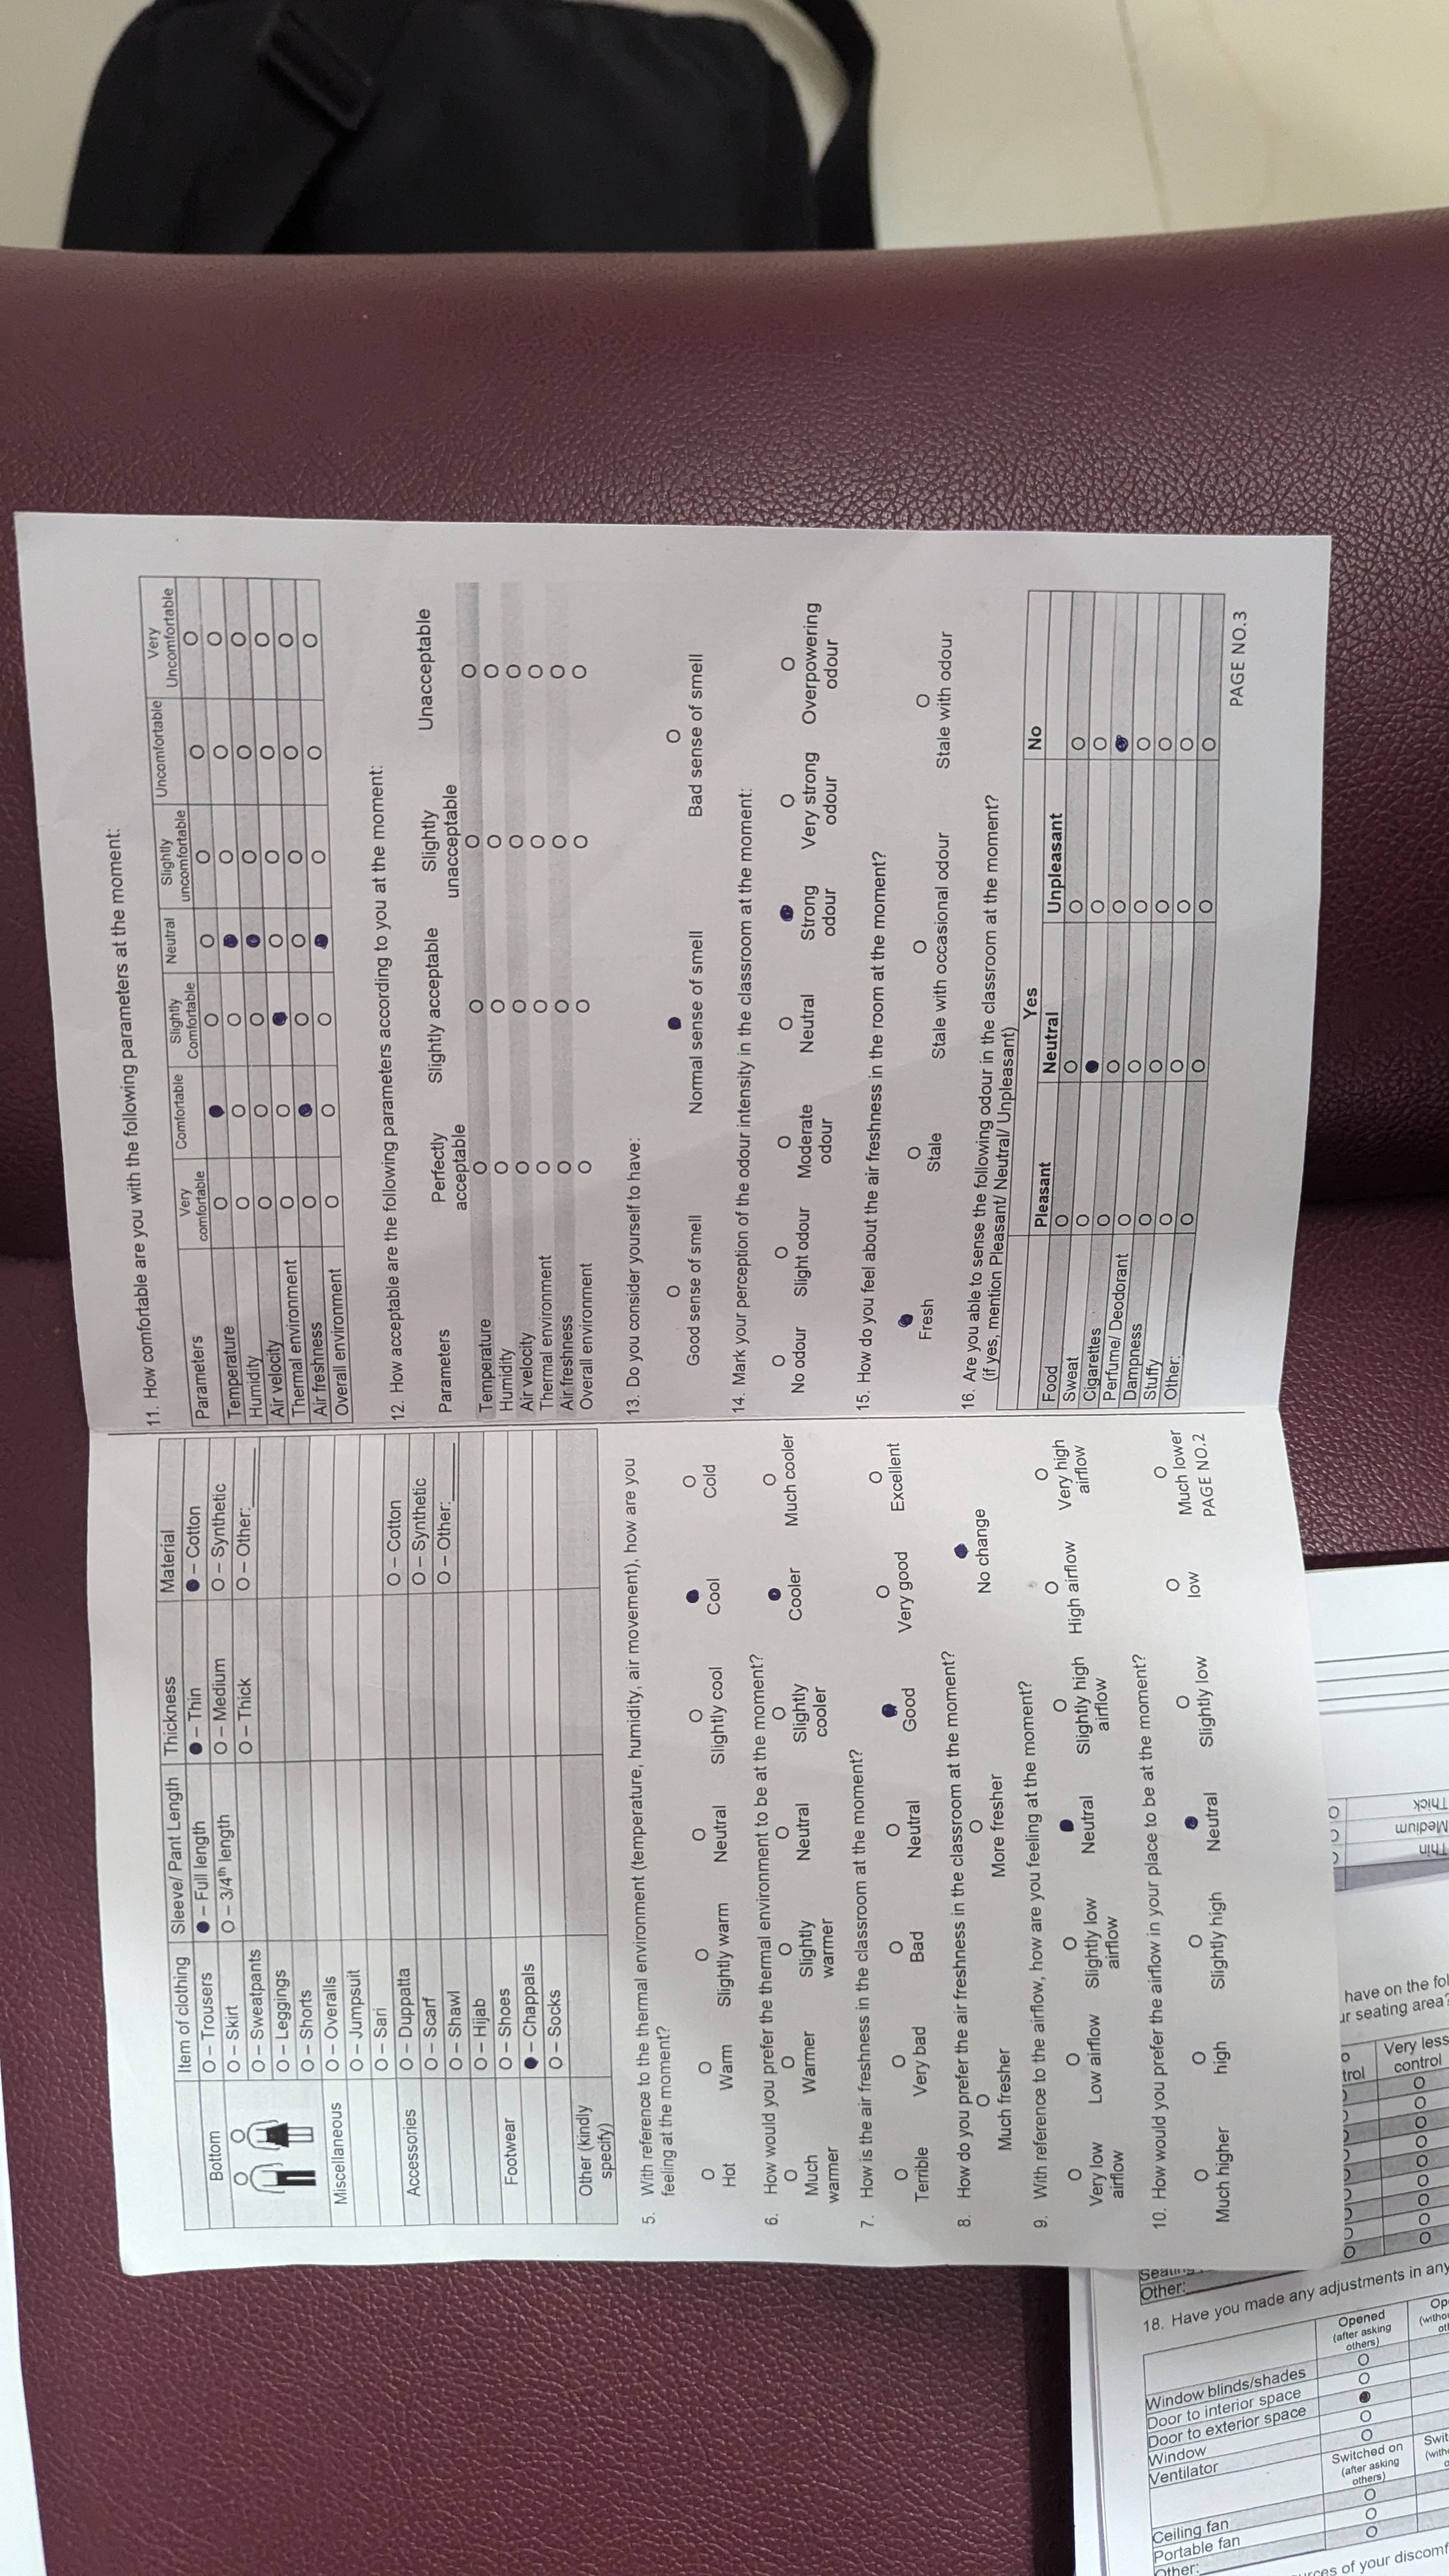 Item of clothing Sleeve/ Pant Length Thickness Material
Bottom O – Trousers ● – Full length ● – Thin ● – Cotton
O – Skirt O – 3/4th length O – Medium O – Synthetic
O – Sweatpants O – Thick O – Other:______
O – Leggings
O – Shorts
Miscellaneous O – Overalls
O – Jumpsuit
O – Sari
Accessories O – Duppatta O – Cotton
O – Scarf O – Synthetic
O – Shawl O – Other:______
O – Hijab
Footwear O – Shoes
● – Chappals
O – Socks
Other (kindly
specify)
5. With reference to the thermal environment (temperature, humidity, air movement), how are you
feeling at the moment?
O O O O O ● O
Hot Warm Slightly warm Neutral Slightly cool Cool Cold
6. How would you prefer the thermal environment to be at the moment?
O O O O O ● O
Much Warmer Slightly Neutral Slightly Cooler Much cooler
warmer warmer cooler
7. How is the air freshness in the classroom at the moment?
O O O O ● O O
Terrible Very bad Bad Neutral Good Very good Excellent
8. How do you prefer the air freshness in the classroom at the moment?
O O ●
Much fresher More fresher No change
9. With reference to the airflow, how are you feeling at the moment?
O O O ● O O O
Very low Low airflow Slightly low Neutral Slightly high High airflow Very high
airflow airflow airflow airflow
10. How would you prefer the airflow in your place to be at the moment?
O O O ● O O O
Much higher high Slightly high Neutral Slightly low low Much lower
PAGE NO.2
11. How comfortable are you with the following parameters at the moment:
Parameters Very Comfortable Slightly Neutral Slightly Uncomfortable Very
comfortable Comfortable uncomfortable Uncomfortable
Temperature O ● O O O O O
Humidity O O O ● O O O
Air velocity O O O ● O O O
Thermal environment O O ● O O O O
Air freshness O ● O O O O O
Overall environment O O O ● O O O
12. How acceptable are the following parameters according to you at the moment:
Parameters Perfectly Slightly acceptable Slightly Unacceptable
acceptable unacceptable
Temperature O O O O
Humidity O O O O
Air velocity O O O O
Thermal environment O O O O
Air freshness O O O O
Overall environment O O O O
13. Do you consider yourself to have:
O ● O
Good sense of smell Normal sense of smell Bad sense of smell
14. Mark your perception of the odour intensity in the classroom at the moment:
O O O O ● O O
No odour Slight odour Moderate Neutral Strong Very strong Overpowering
odour odour odour odour
15. How do you feel about the air freshness in the room at the moment?
● O O O
Fresh Stale Stale with occasional odour Stale with odour
16. Are you able to sense the following odour in the classroom at the moment?
(if yes, mention Pleasant/ Neutral/ Unpleasant)
Yes No
Pleasant Neutral Unpleasant
Food O O O O
Sweat O ● O O
Cigarettes O O O ●
Perfume/ Deodorant O O O O
Dampness O O O O
Stuffy O O O O
Other:________ O O O O
PAGE NO.3
Other:
18. Have you made any adjustments in any
Opened
(after asking
others)
Window blinds/shades
Door to interior space
Door to exterior space
Window
Ventilator
Switched on
(after asking
others)
Ceiling fan
Portable fan
Other:
of your discomf
have on the fol
ur seating area
Very less
control
Thin
Medium
Thick